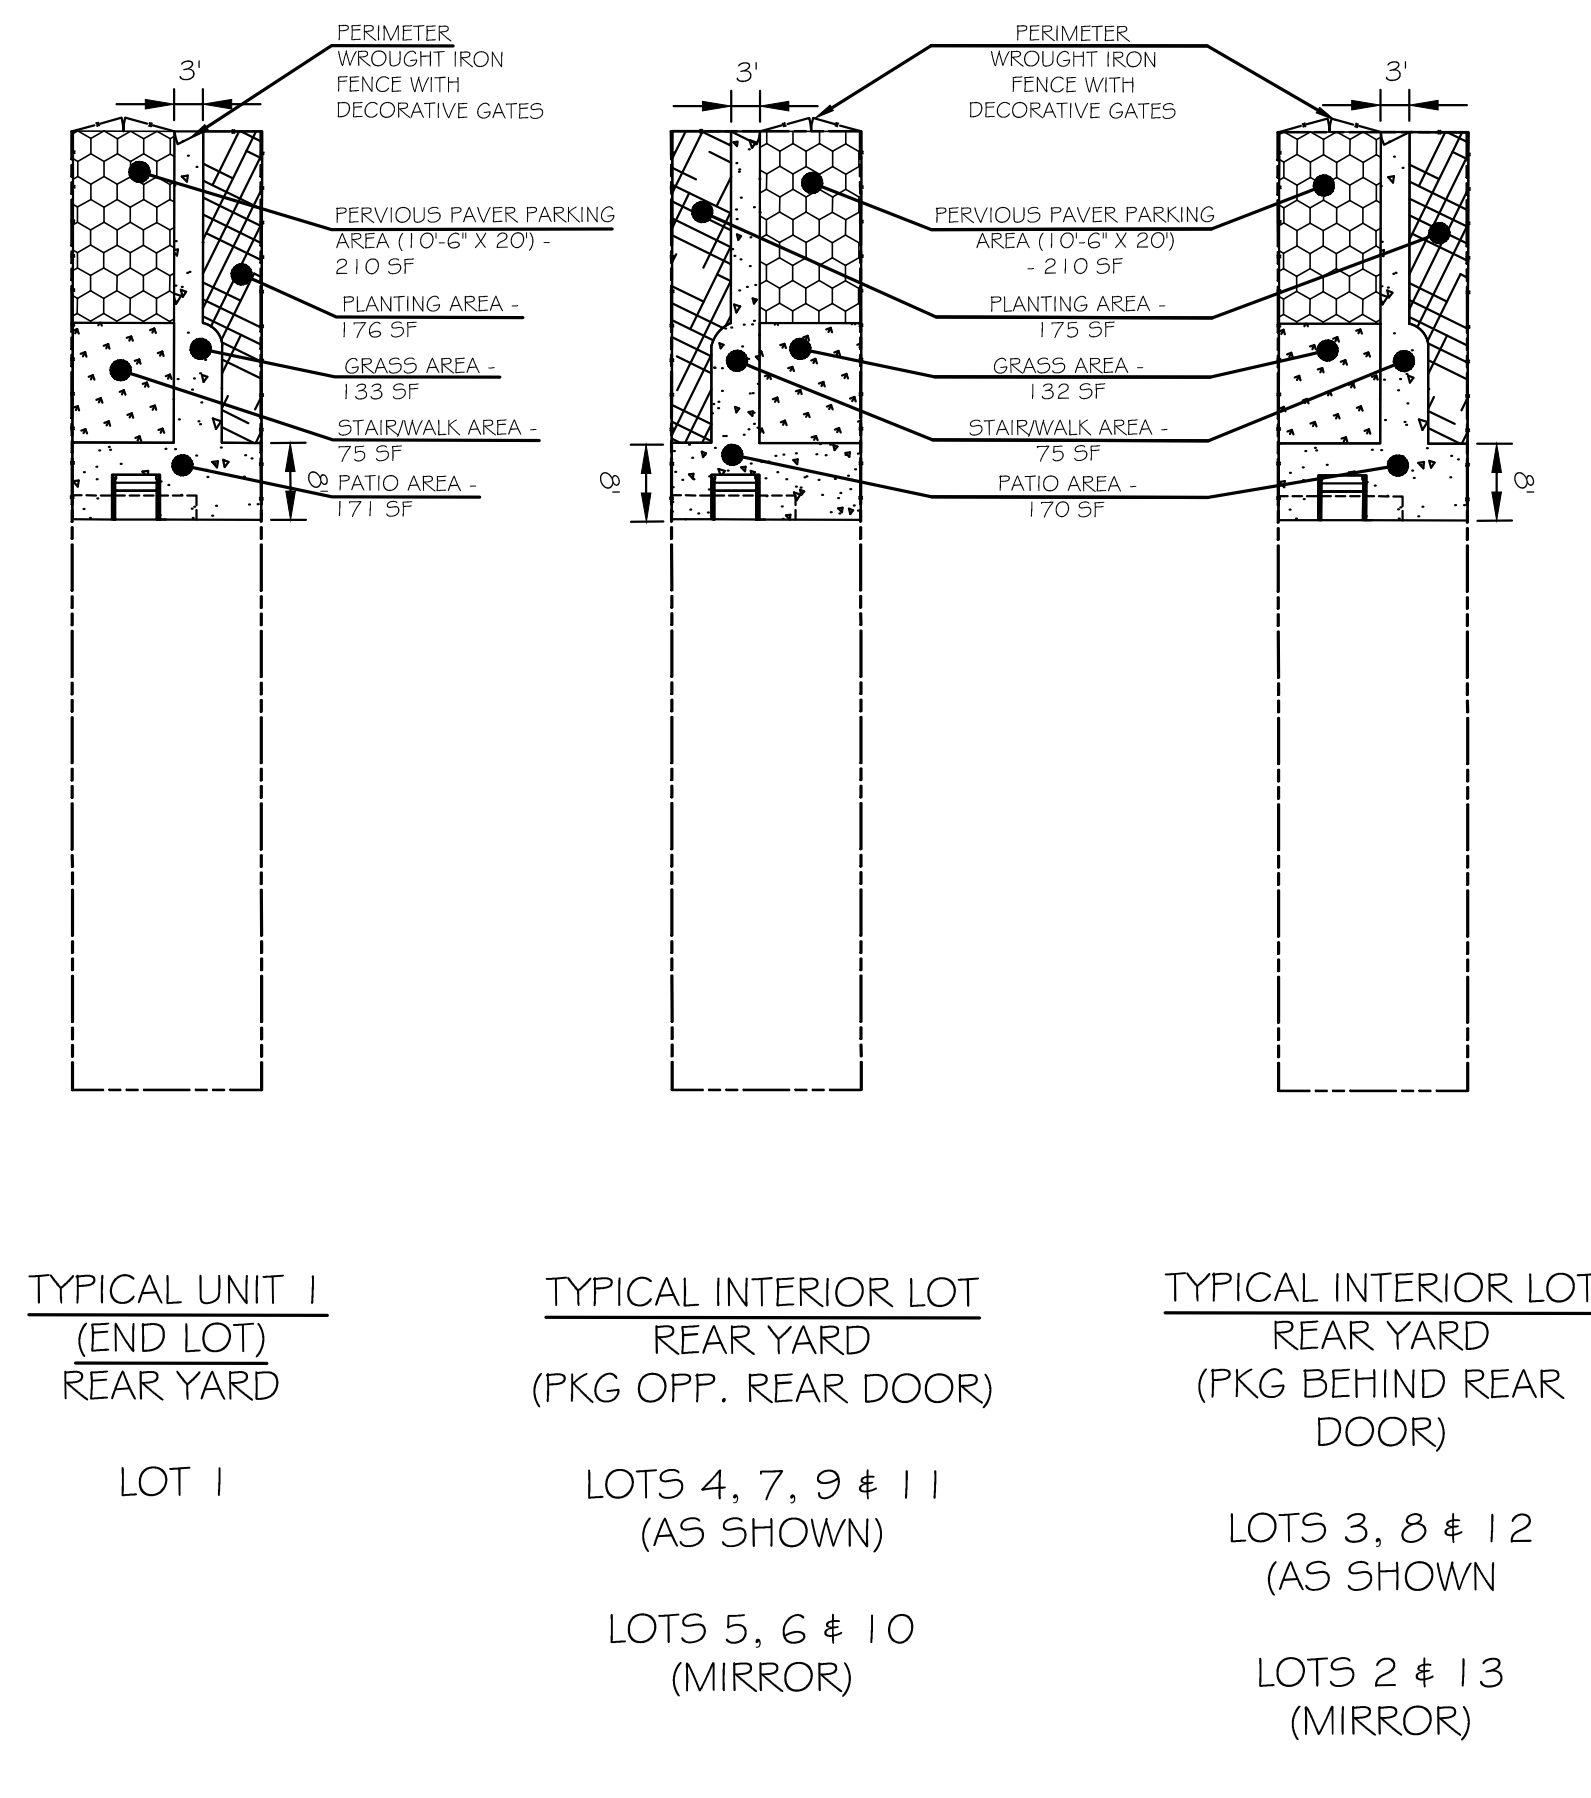 3'
PERIMETER
WROUGHT IRON
FENCE WITH
DECORATIVE GATES
PERVIOUS PAVER PARKING
AREA (10'-6" X 20') -
210 SF
PLANTING AREA -
176 SF
GRASS AREA -
133 SF
STAIR/WALK AREA -
75 SF
8'
PATIO AREA -
171 SF
3'
PERIMETER
WROUGHT IRON
FENCE WITH
DECORATIVE GATES
3'
PERVIOUS PAVER PARKING
AREA (10'-6" X 20')
- 210 SF
PLANTING AREA -
175 SF
GRASS AREA -
132 SF
STAIR/WALK AREA -
75 SF
8'
PATIO AREA -
170 SF
8'
TYPICAL UNIT 1
(END LOT)
REAR YARD
LOT 1
TYPICAL INTERIOR LOT
REAR YARD
(PKG OPP. REAR DOOR)
LOTS 4, 7, 9 & 11
(AS SHOWN)
LOTS 5, 6 & 10
(MIRROR)
TYPICAL INTERIOR LOT
REAR YARD
(PKG BEHIND REAR
DOOR)
LOTS 3, 8 & 12
(AS SHOWN
LOTS 2 & 13
(MIRROR)